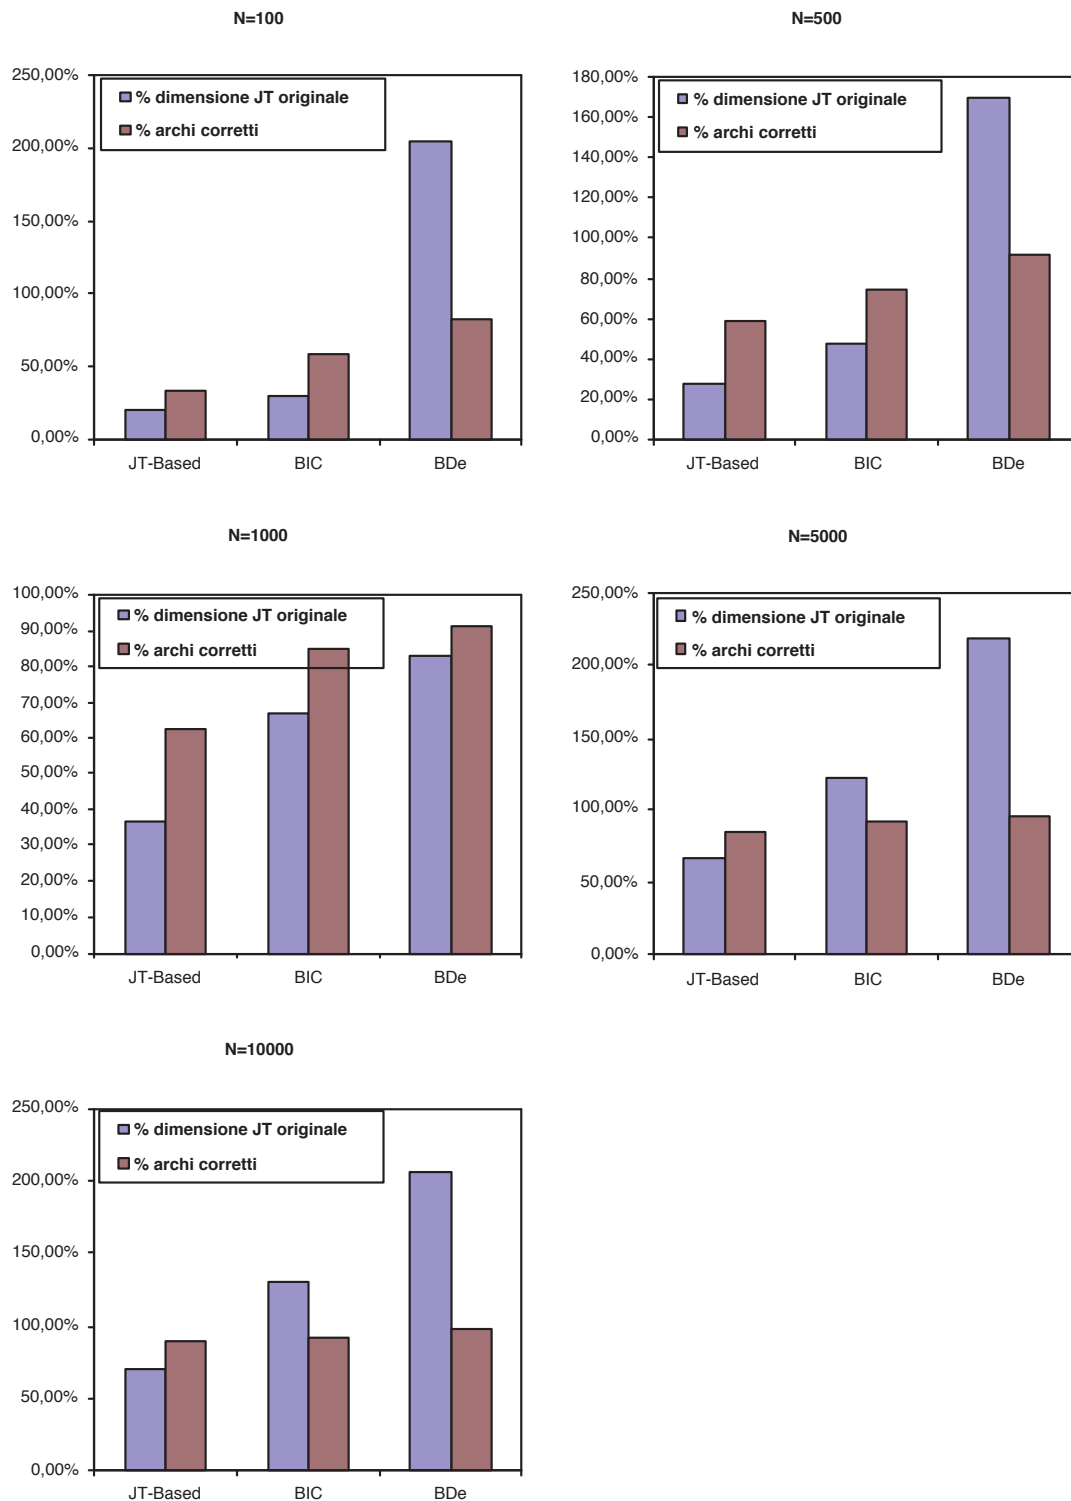 N=100
250,00%
200,00%
150,00%
100,00%
50,00%
0,00%
% dimensione JT originale
% archi corretti
JT-Based BIC BDe
N=500
180,00%
160,00%
140,00%
120,00%
100,00%
80,00%
60,00%
40,00%
20,00%
0,00%
% dimensione JT originale
% archi corretti
JT-Based BIC BDe
N=1000
100,00%
90,00%
80,00%
70,00%
60,00%
50,00%
40,00%
30,00%
20,00%
10,00%
0,00%
% dimensione JT originale
% archi corretti
JT-Based BIC BDe
N=5000
250,00%
200,00%
150,00%
100,00%
50,00%
0,00%
% dimensione JT originale
% archi corretti
JT-Based BIC BDe
N=10000
250,00%
200,00%
150,00%
100,00%
50,00%
0,00%
% dimensione JT originale
% archi corretti
JT-Based BIC BDe